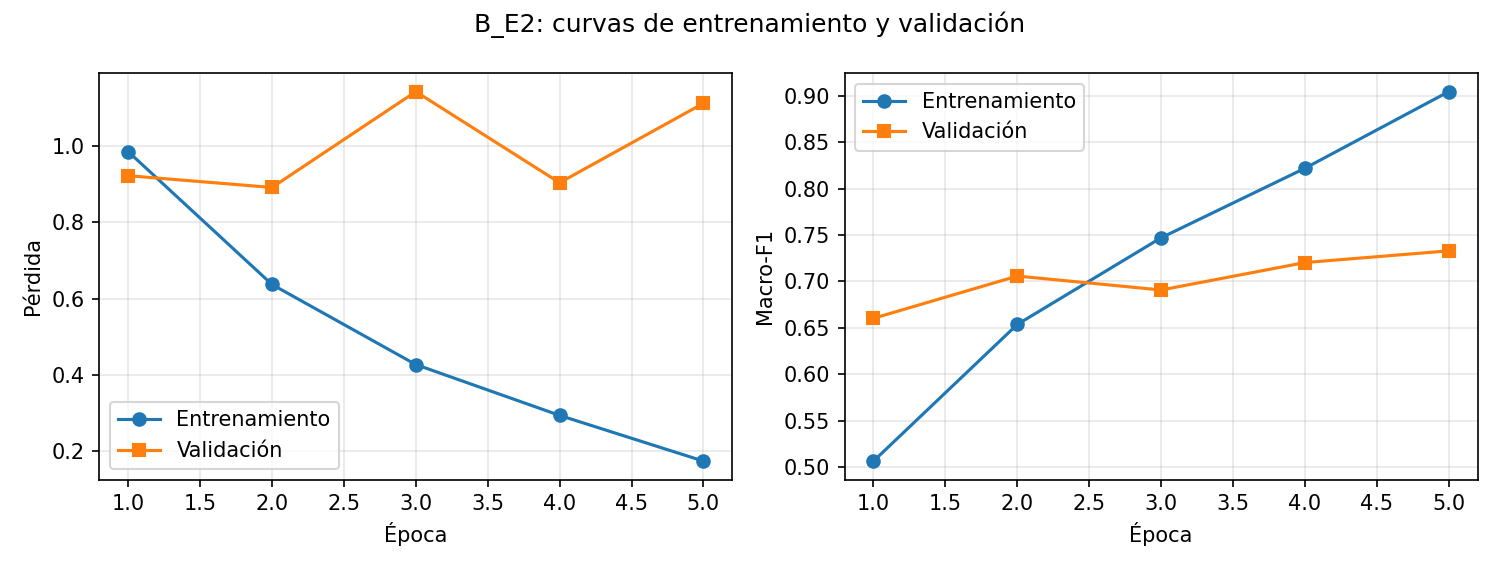 B_E2: curvas de entrenamiento y validación
1.0
0.8
0.6
0.4
0.2
Pérdida
Entrenamiento
Validación
1.0 1.5 2.0 2.5 3.0 3.5 4.0 4.5 5.0
Época
0.90
0.85
0.80
0.75
0.70
0.65
0.60
0.55
0.50
Macro-F1
Entrenamiento
Validación
1.0 1.5 2.0 2.5 3.0 3.5 4.0 4.5 5.0
Época